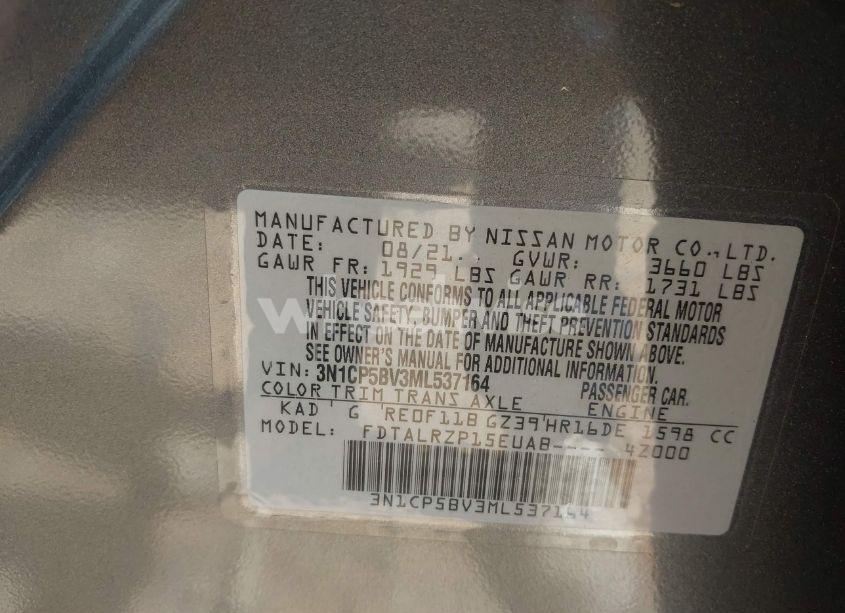 MANUFACTURED BY NISSAN MOTOR CO.,LTD.
DATE: 08/21 GVWR: 3660 LBS
GAWR FR: 1929 LBS GAWR RR: 1731 LBS
THIS VEHICLE CONFORMS TO ALL APPLICABLE FEDERAL MOTOR
VEHICLE SAFETY, BUMPER AND THEFT PREVENTION STANDARDS
IN EFFECT ON THE DATE OF MANUFACTURE SHOWN ABOVE.
SEE OWNER'S MANUAL FOR ADDITIONAL INFORMATION.
VIN: 3N1CP5BV3ML537164 PASSENGER CAR.
COLOR TRIM TRANS AXLE ENGINE
KAD G RE0F11B GZ39 HR16DE 1598 CC
MODEL: FDTALRZP15EUAB---- 4Z000
3N1CP5BV3ML537164